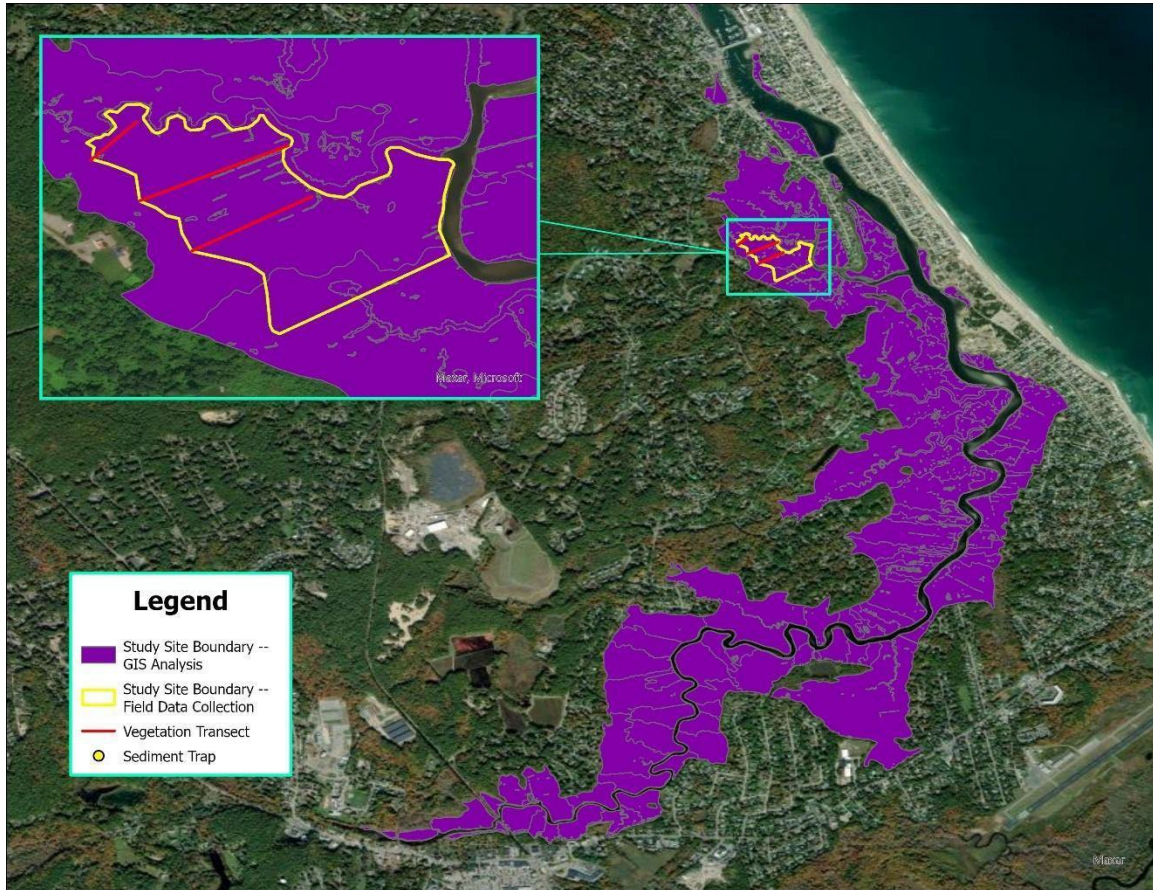 Maxar, Microsoft
Legend
Study Site Boundary --
GIS Analysis
Study Site Boundary --
Field Data Collection
Vegetation Transect
Sediment Trap
Maxar